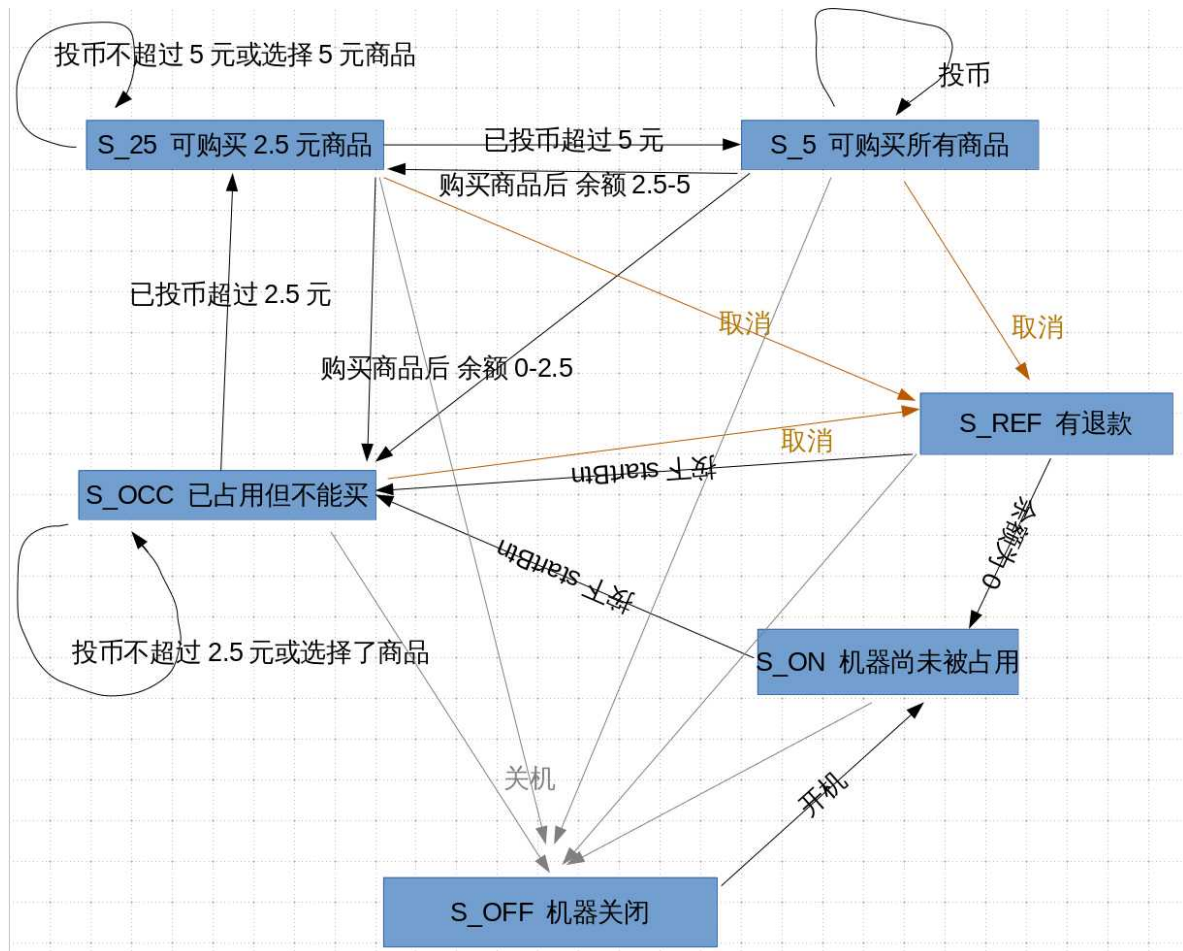 投币不超过 5 元或选择 5 元商品
投币
S_25 可购买 2.5 元商品
已投币超过 5 元
S_5 可购买所有商品
购买商品后 余额 2.5-5
已投币超过 2.5 元
取消
取消
购买商品后 余额 0-2.5
S_REF 有退款
取消
按下 startBtn
S_OCC 已占用但不能买
余额为 0
按下 startBtn
投币不超过 2.5 元或选择了商品
S_ON 机器尚未被占用
关机
开机
S_OFF 机器关闭